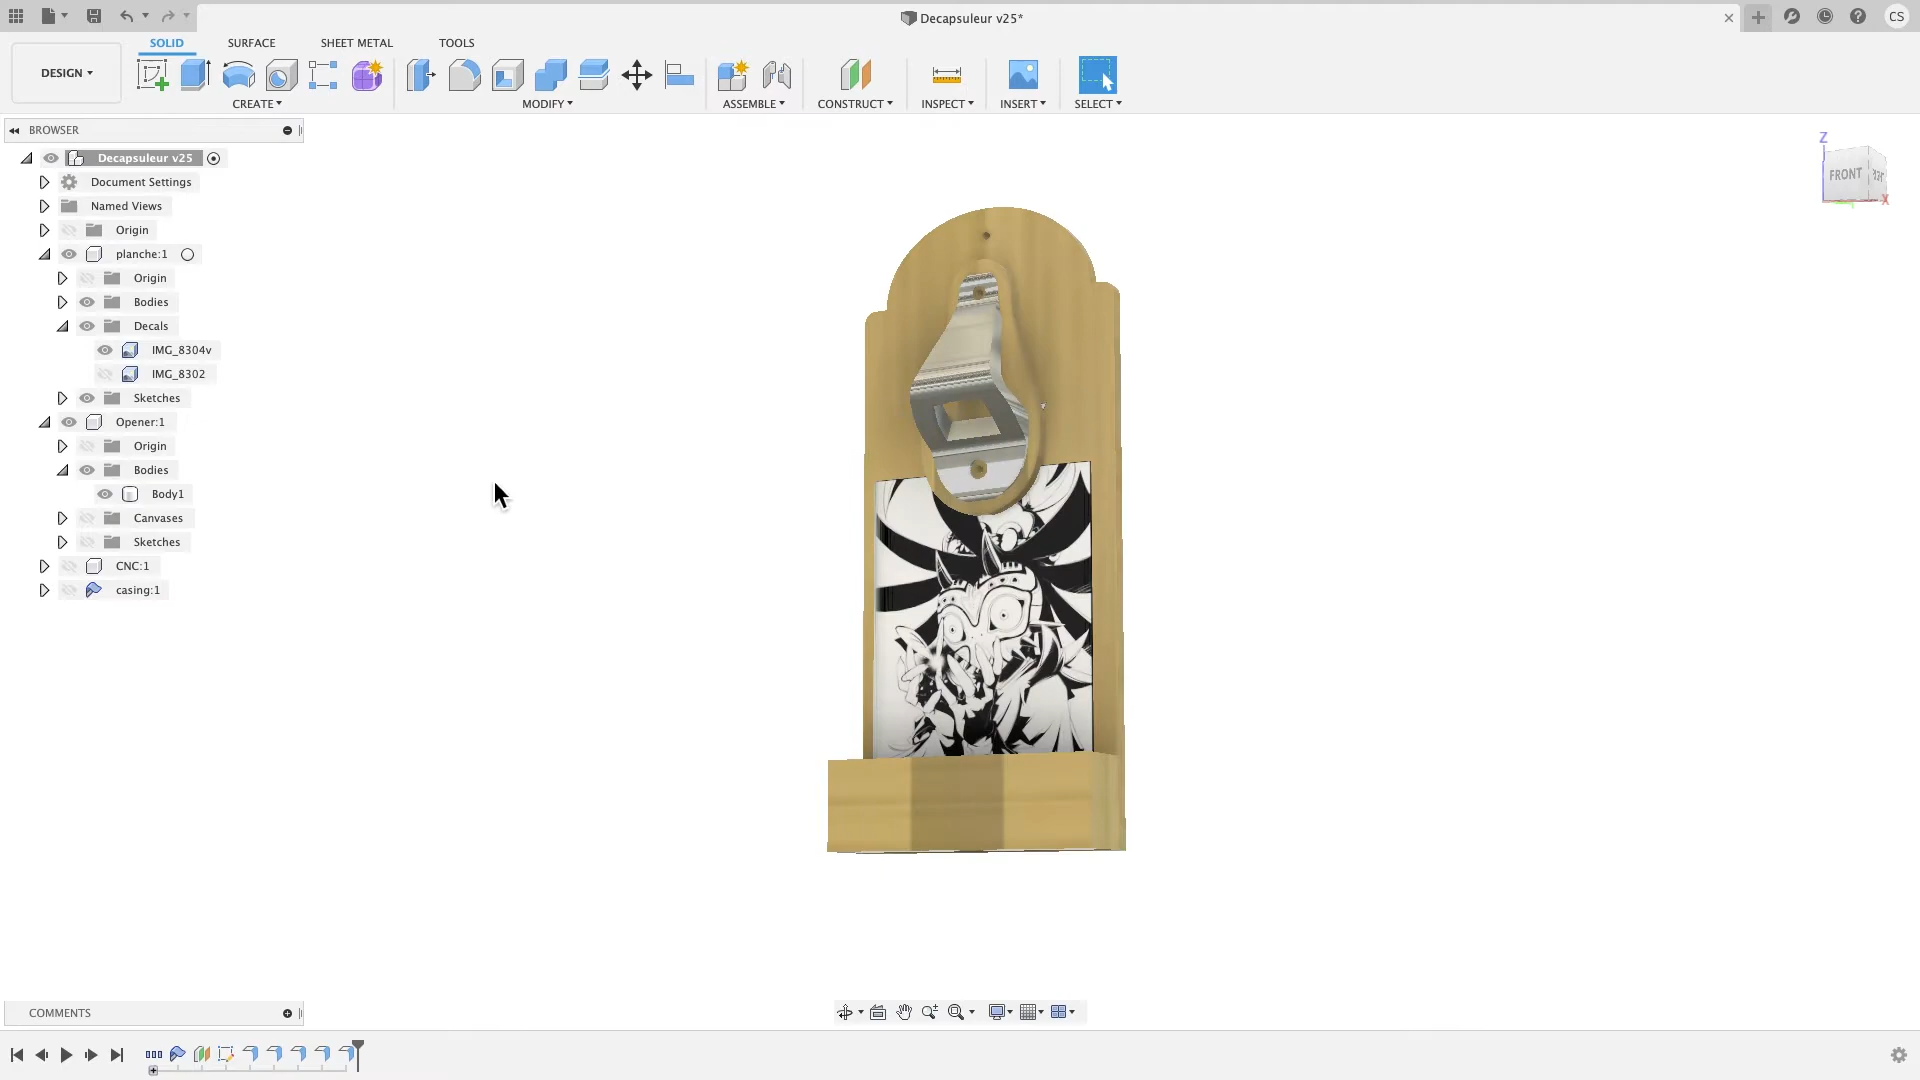 Decapsuleur v25*
CS
DESIGN
SOLID SURFACE SHEET METAL TOOLS
CREATE MODIFY ASSEMBLE CONSTRUCT INSPECT INSERT SELECT
BROWSER
Decapsuleur v25
Document Settings
Named Views
Origin
planche:1
Origin
Bodies
Decals
IMG_8304v
IMG_8302
Sketches
Opener:1
Origin
Bodies
Body1
Canvases
Sketches
CNC:1
casing:1
Z
FRONT
X
COMMENTS